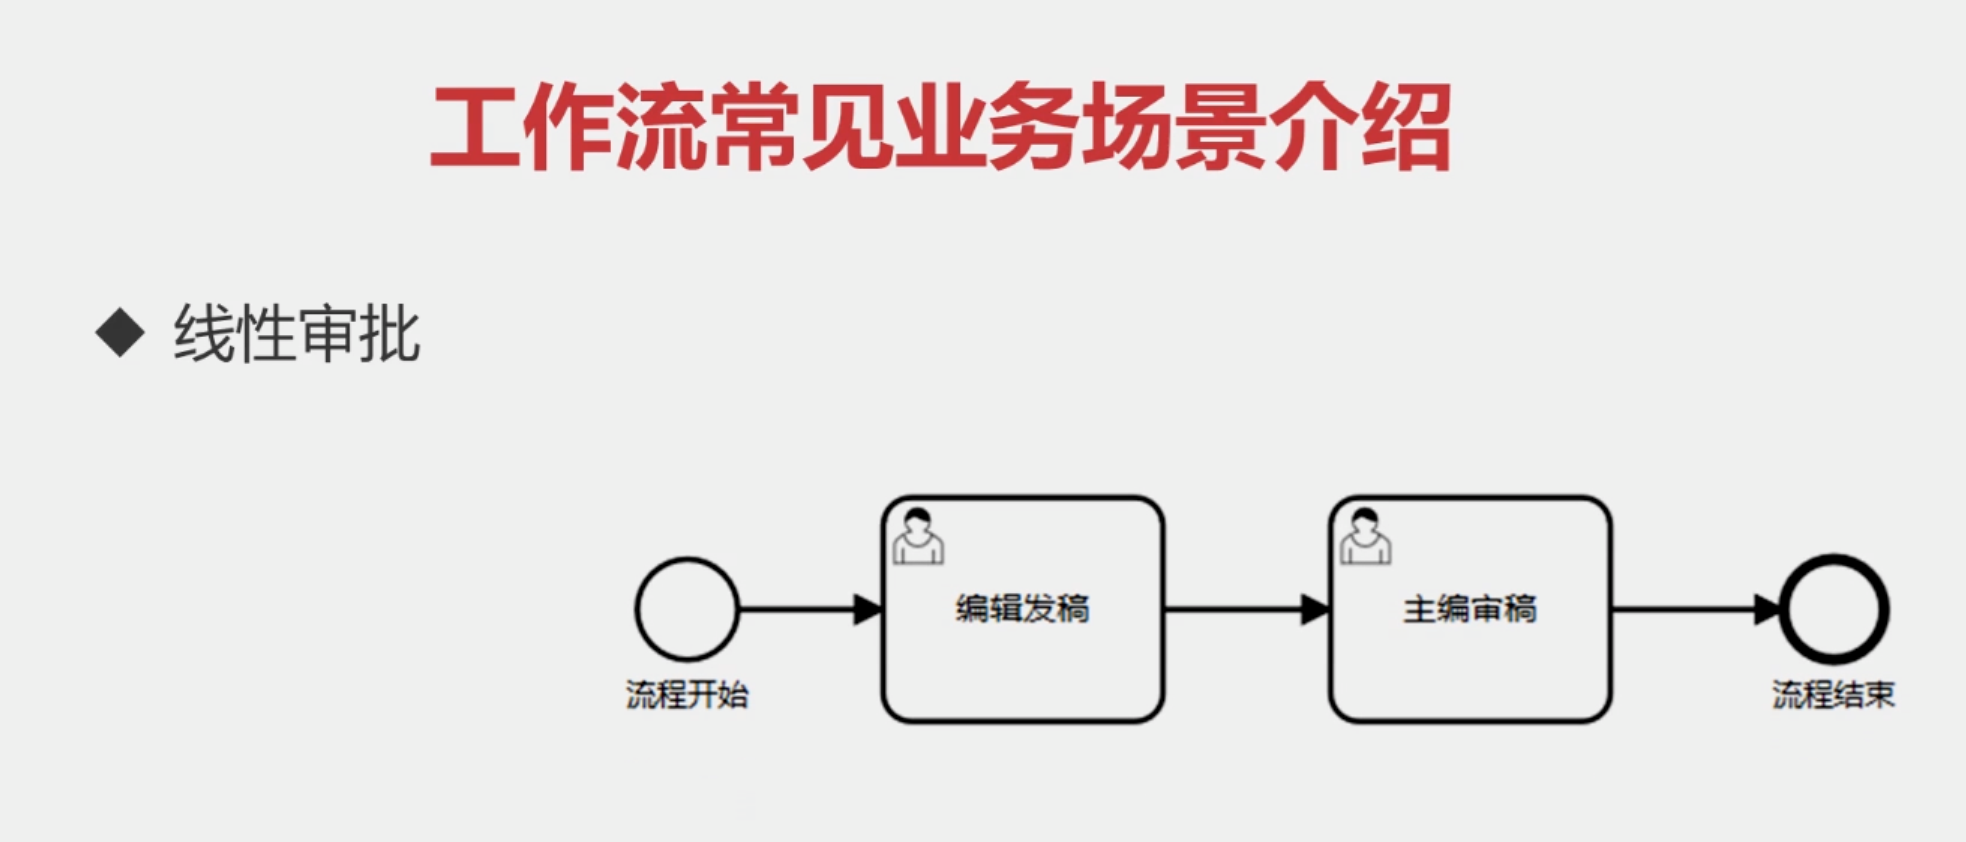 工作流常见业务场景介绍
线性审批
编辑发稿
主编审稿
流程开始
流程结束